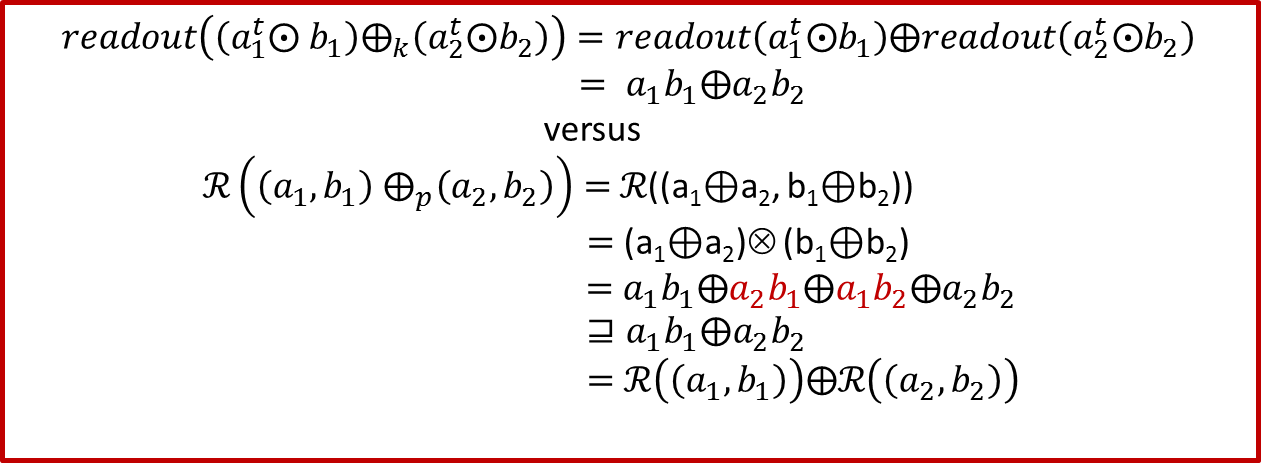 readout((a₁ᵗ⊙ b₁)⊕ₖ(a₂ᵗ⊙b₂)) = readout(a₁ᵗ⊙b₁)⊕readout(a₂ᵗ⊙b₂)
= a₁b₁⊕a₂b₂
versus
ℛ((a₁, b₁) ⊕ₚ(a₂, b₂)) = ℛ((a₁⊕a₂, b₁⊕b₂))
= (a₁⊕a₂)⊗ (b₁⊕b₂)
= a₁b₁⊕a₂b₁⊕a₁b₂⊕a₂b₂
⊒ a₁b₁⊕a₂b₂
= ℛ((a₁, b₁))⊕ℛ((a₂, b₂))